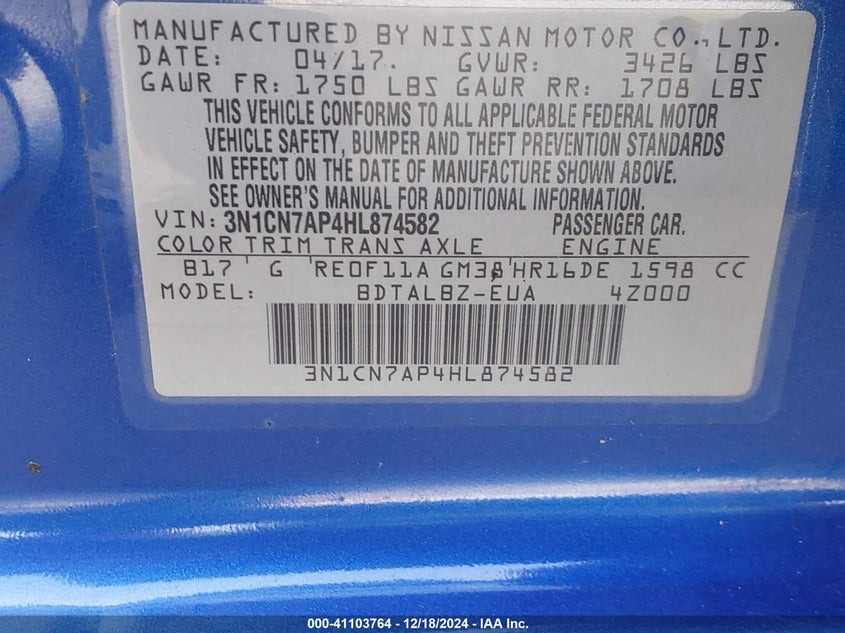 MANUFACTURED BY NISSAN MOTOR CO., LTD.
DATE: 04/17. GVWR: 3426 LBS
GAWR FR: 1750 LBS GAWR RR: 1708 LBS
THIS VEHICLE CONFORMS TO ALL APPLICABLE FEDERAL MOTOR
VEHICLE SAFETY, BUMPER AND THEFT PREVENTION STANDARDS
IN EFFECT ON THE DATE OF MANUFACTURE SHOWN ABOVE.
SEE OWNER'S MANUAL FOR ADDITIONAL INFORMATION.
VIN: 3N1CN7AP4HL874582 PASSENGER CAR.
COLOR TRIM TRANS AXLE ENGINE
B17 G RE0F11A GM38 HR16DE 1598 CC
MODEL: BDTALBZ-EUA 4Z000
3N1CN7AP4HL874582
000-41103764 - 12/18/2024 - IAA Inc.